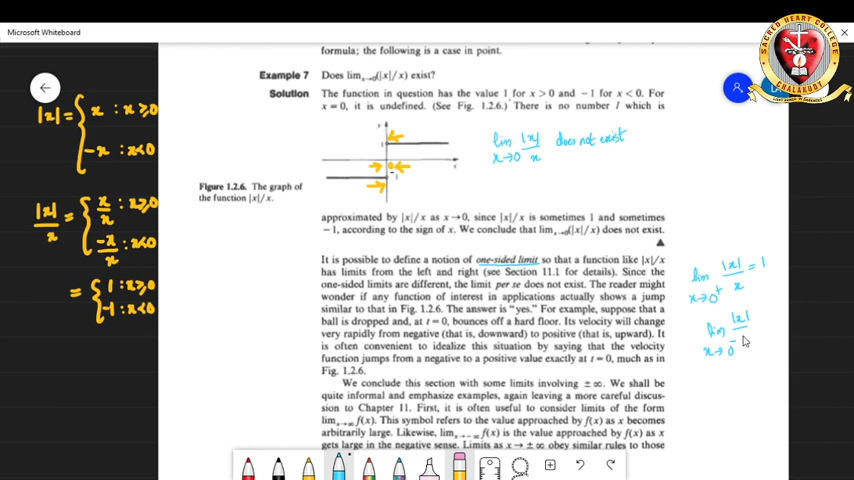 Microsoft Whiteboard
SACRED HEART COLLEGE
CHALAKUDY
formula; the following is a case in point.
Example 7 Does lim x→0(|x|/x) exist?
Solution The function in question has the value 1 for x > 0 and −1 for x < 0. For
x = 0, it is undefined. (See Fig. 1.2.6.) There is no number l which is
y
1
x
−1
Figure 1.2.6. The graph of
the function |x|/x.
lim |x|/x does not exist
x→0
approximated by |x|/x as x→0, since |x|/x is sometimes 1 and sometimes
−1, according to the sign of x. We conclude that lim x→0(|x|/x) does not exist.
It is possible to define a notion of one-sided limit so that a function like |x|/x
has limits from the left and right (see Section 11.1 for details). Since the
one-sided limits are different, the limit per se does not exist. The reader might
wonder if any function of interest in applications actually shows a jump
similar to that in Fig. 1.2.6. The answer is "yes." For example, suppose that a
ball is dropped and, at t = 0, bounces off a hard floor. Its velocity will change
very rapidly from negative (that is, downward) to positive (that is, upward). It
is often convenient to idealize this situation by saying that the velocity
function jumps from a negative to a positive value exactly at t = 0, much as in
Fig. 1.2.6.
We conclude this section with some limits involving ±∞. We shall be
quite informal and emphasize examples, again leaving a more careful discus-
sion to Chapter 11. First, it is often useful to consider limits of the form
lim x→∞ f(x). This symbol refers to the value approached by f(x) as x becomes
arbitrarily large. Likewise, lim x→−∞ f(x) is the value approached by f(x) as x
gets large in the negative sense. Limits as x→ ±∞ obey similar rules to those
|x| = { x : x≥0
-x : x<0
|x|/x = { x/x : x≥0
-x/x : x<0
= { 1 : x≥0
-1 : x<0
lim |x|/x = 1
x→0+
lim |x|
x→0−